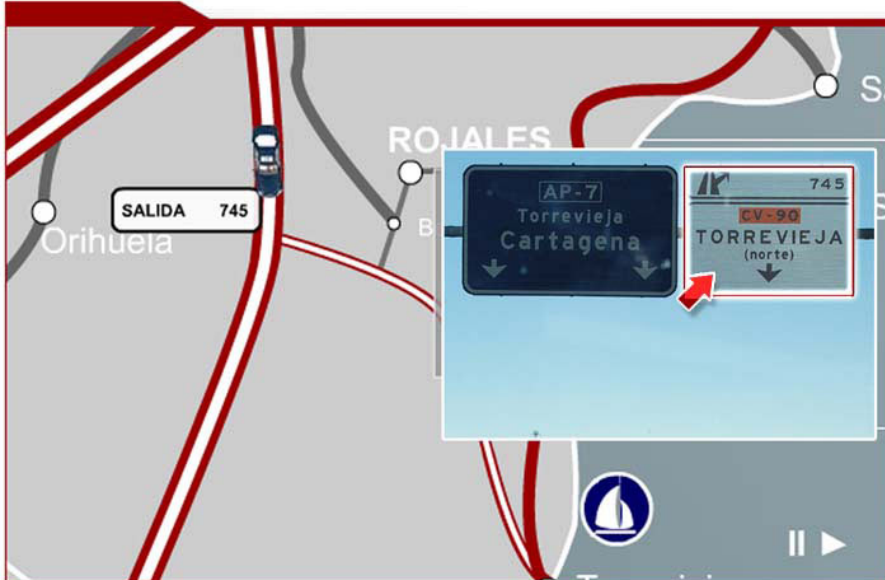 ROJALES
SALIDA 745
Orihuela
B
S
AP-7
Torrevieja
Cartagena
745
CV-90
TORREVIEJA
(norte)